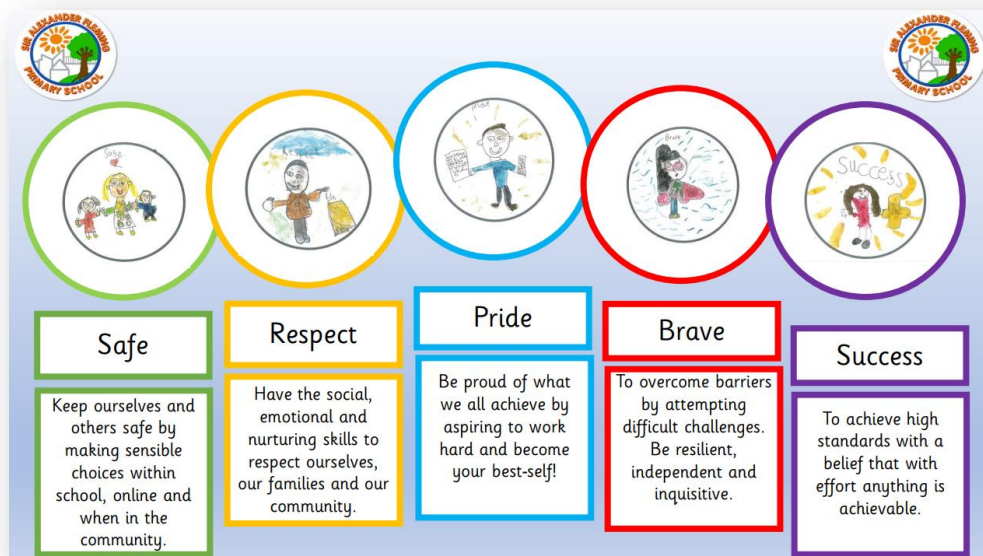 SIR ALEXANDER FLEMING
PRIMARY SCHOOL
SIR ALEXANDER FLEMING
PRIMARY SCHOOL
Safe
Respect
Pride
Brave
Success
Safe
Keep ourselves and
others safe by
making sensible
choices within
school, online and
when in the
community.
Respect
Have the social,
emotional and
nurturing skills to
respect ourselves,
our families and our
community.
Pride
Be proud of what
we all achieve by
aspiring to work
hard and become
your best-self!
Brave
To overcome barriers
by attempting
difficult challenges.
Be resilient,
independent and
inquisitive.
Success
To achieve high
standards with a
belief that with
effort anything is
achievable.